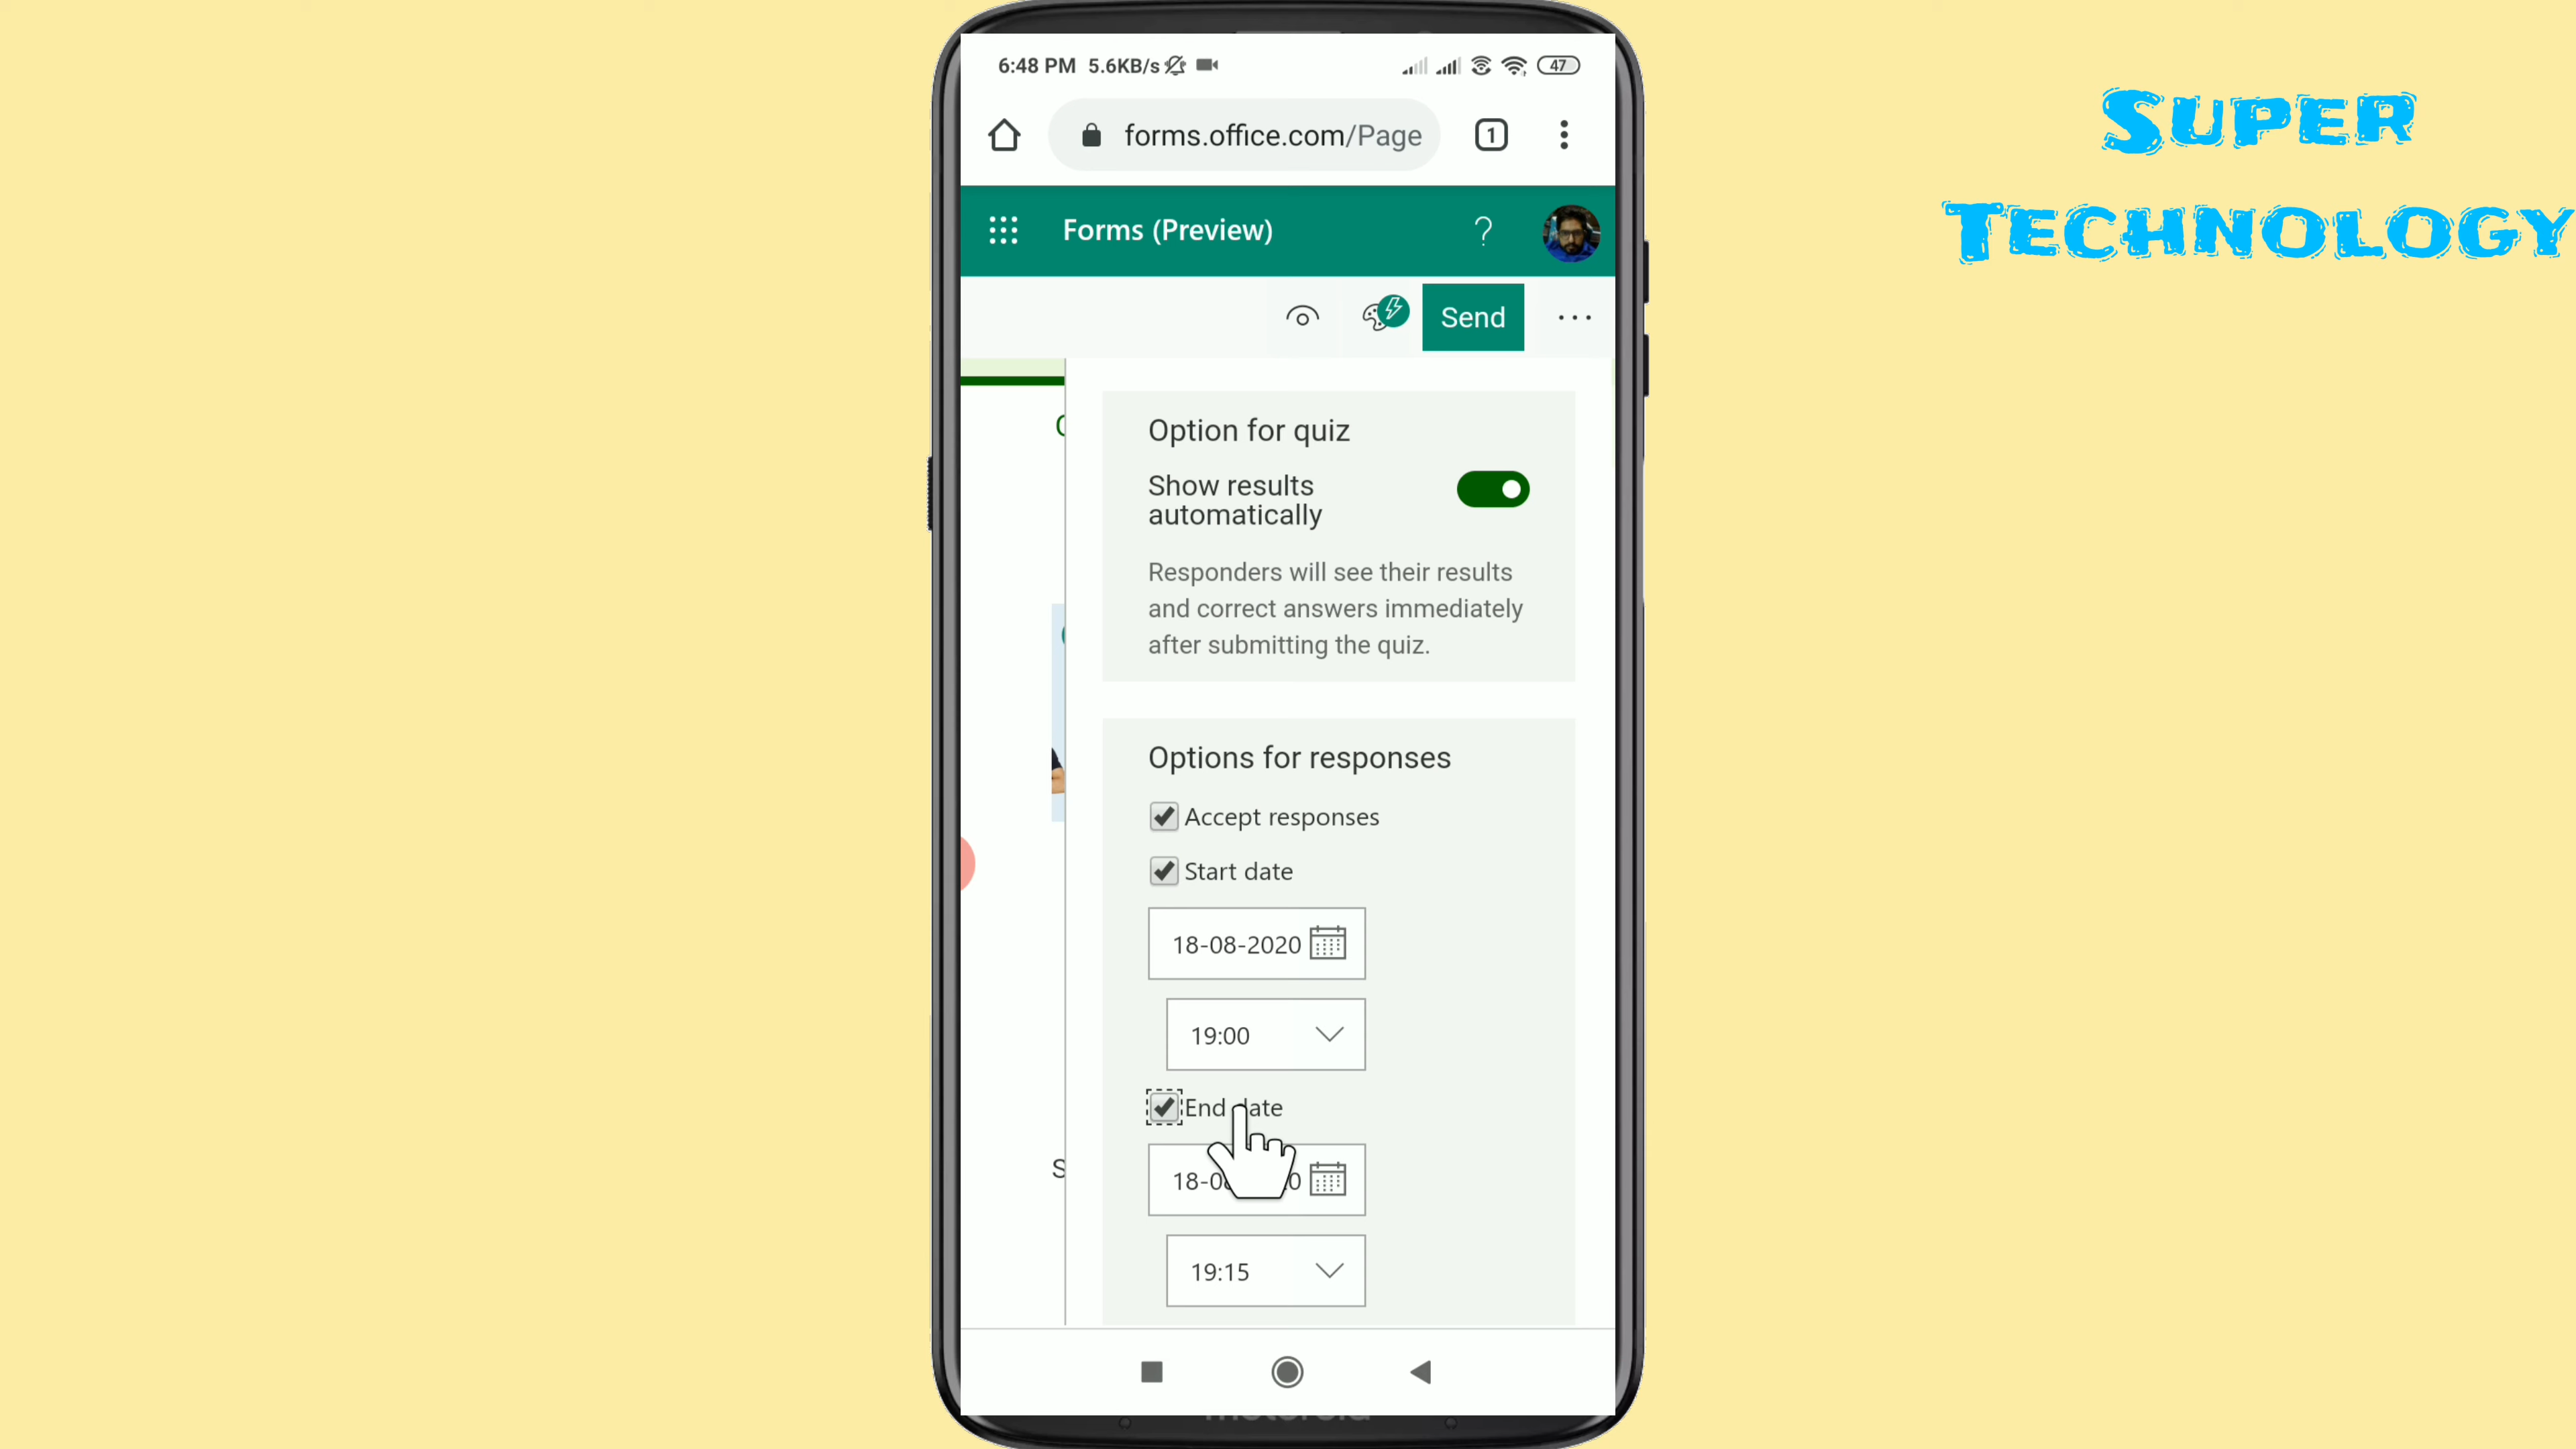 6:48 PM 5.6KB/s 47
forms.office.com/Page 1
Forms (Preview) ?
Send
Option for quiz
Show results
automatically
Responders will see their results
and correct answers immediately
after submitting the quiz.
Options for responses
Accept responses
Start date
18-08-2020
19:00
End date
19:15
SUPER
TECHNOLOGY